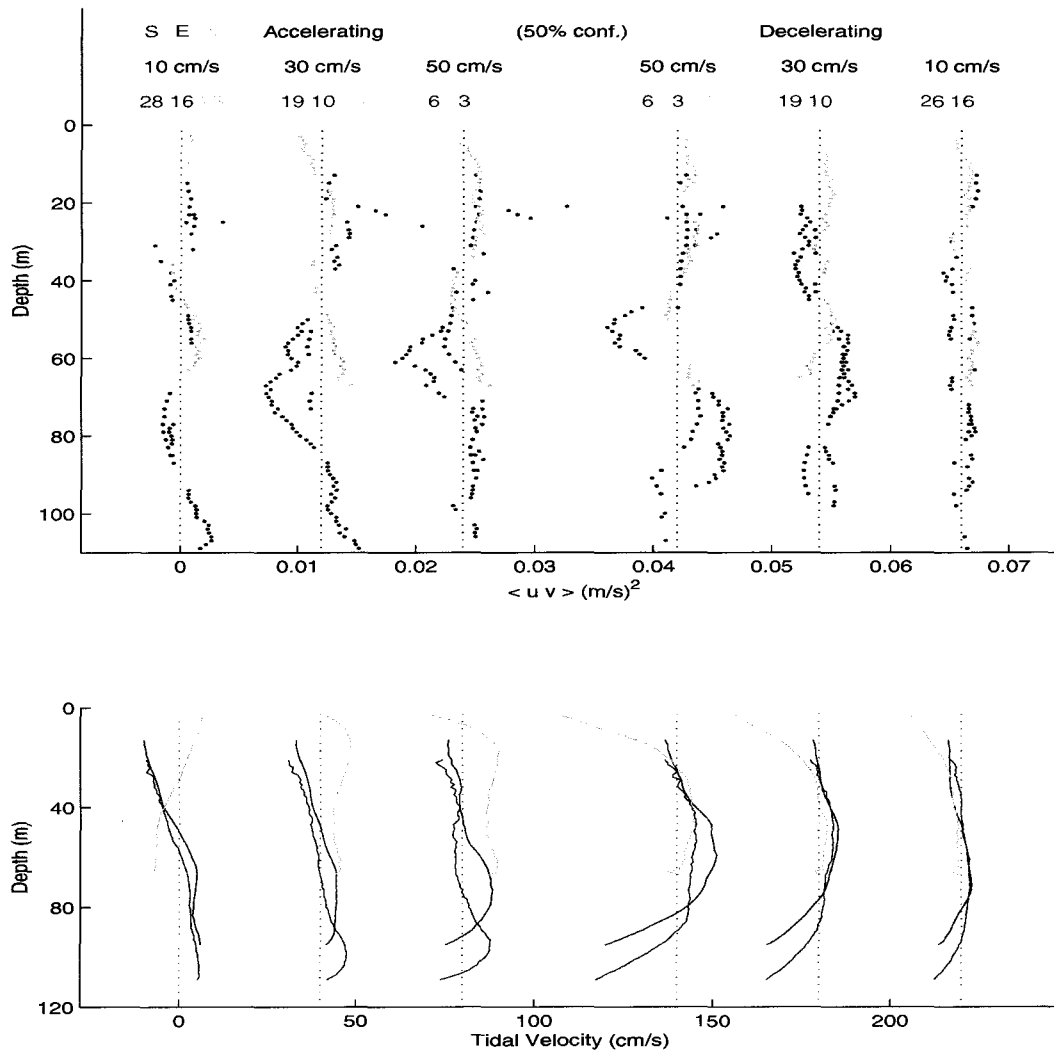 S E Accelerating (50% conf.) Decelerating
10 cm/s 30 cm/s 50 cm/s 50 cm/s 30 cm/s 10 cm/s
28 16 19 10 6 3 6 3 19 10 26 16
0
20
40
60
80
100
Depth (m)
0 0.01 0.02 0.03 0.04 0.05 0.06 0.07
< u v > (m/s)²
0
40
80
120
Depth (m)
0 50 100 150 200
Tidal Velocity (cm/s)